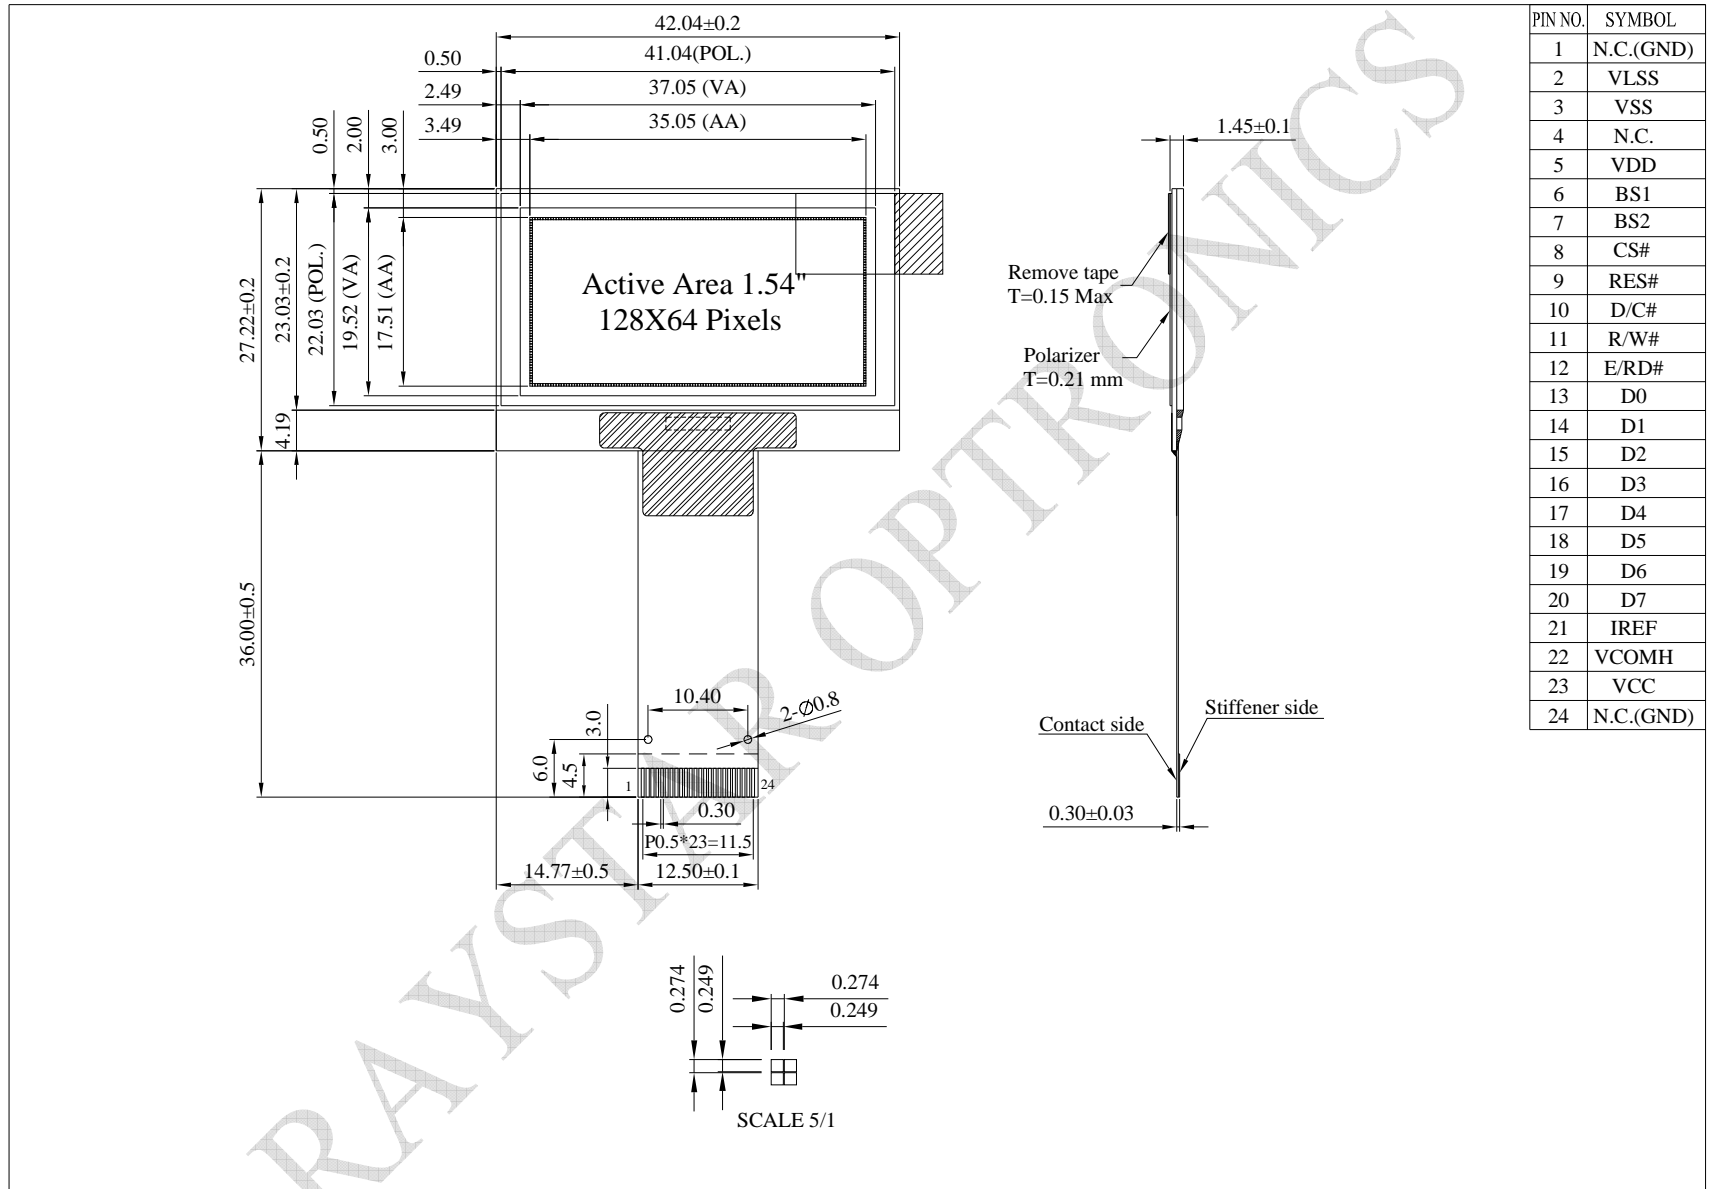 42.04±0.2
0.50
41.04(POL.)
2.49
37.05 (VA)
3.49
35.05 (AA)
0.50
2.00
3.00
27.22±0.2
23.03±0.2
22.03 (POL.)
19.52 (VA)
17.51 (AA)
4.19
36.00±0.5
Active Area 1.54"
128X64 Pixels
10.40
2-Ø0.8
3.0
6.0
4.5
1
24
0.30
P0.5*23=11.5
14.77±0.5
12.50±0.1
0.274
0.249
0.274
0.249
SCALE 5/1
1.45±0.1
Remove tape
T=0.15 Max
Polarizer
T=0.21 mm
Contact side
Stiffener side
0.30±0.03
PIN NO. SYMBOL
1 N.C.(GND)
2 VLSS
3 VSS
4 N.C.
5 VDD
6 BS1
7 BS2
8 CS#
9 RES#
10 D/C#
11 R/W#
12 E/RD#
13 D0
14 D1
15 D2
16 D3
17 D4
18 D5
19 D6
20 D7
21 IREF
22 VCOMH
23 VCC
24 N.C.(GND)
RAYSTAR OPTRONICS